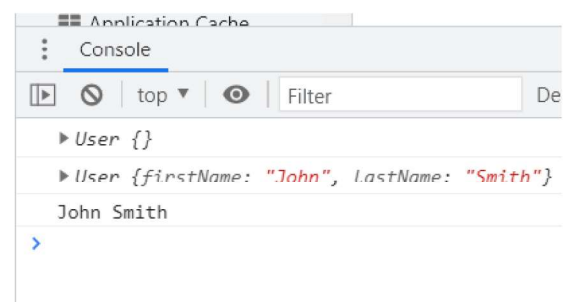 Application Cache
Console
top ▼
Filter
De
User {}
User {firstName: "John", lastName: "Smith"}
John Smith
>